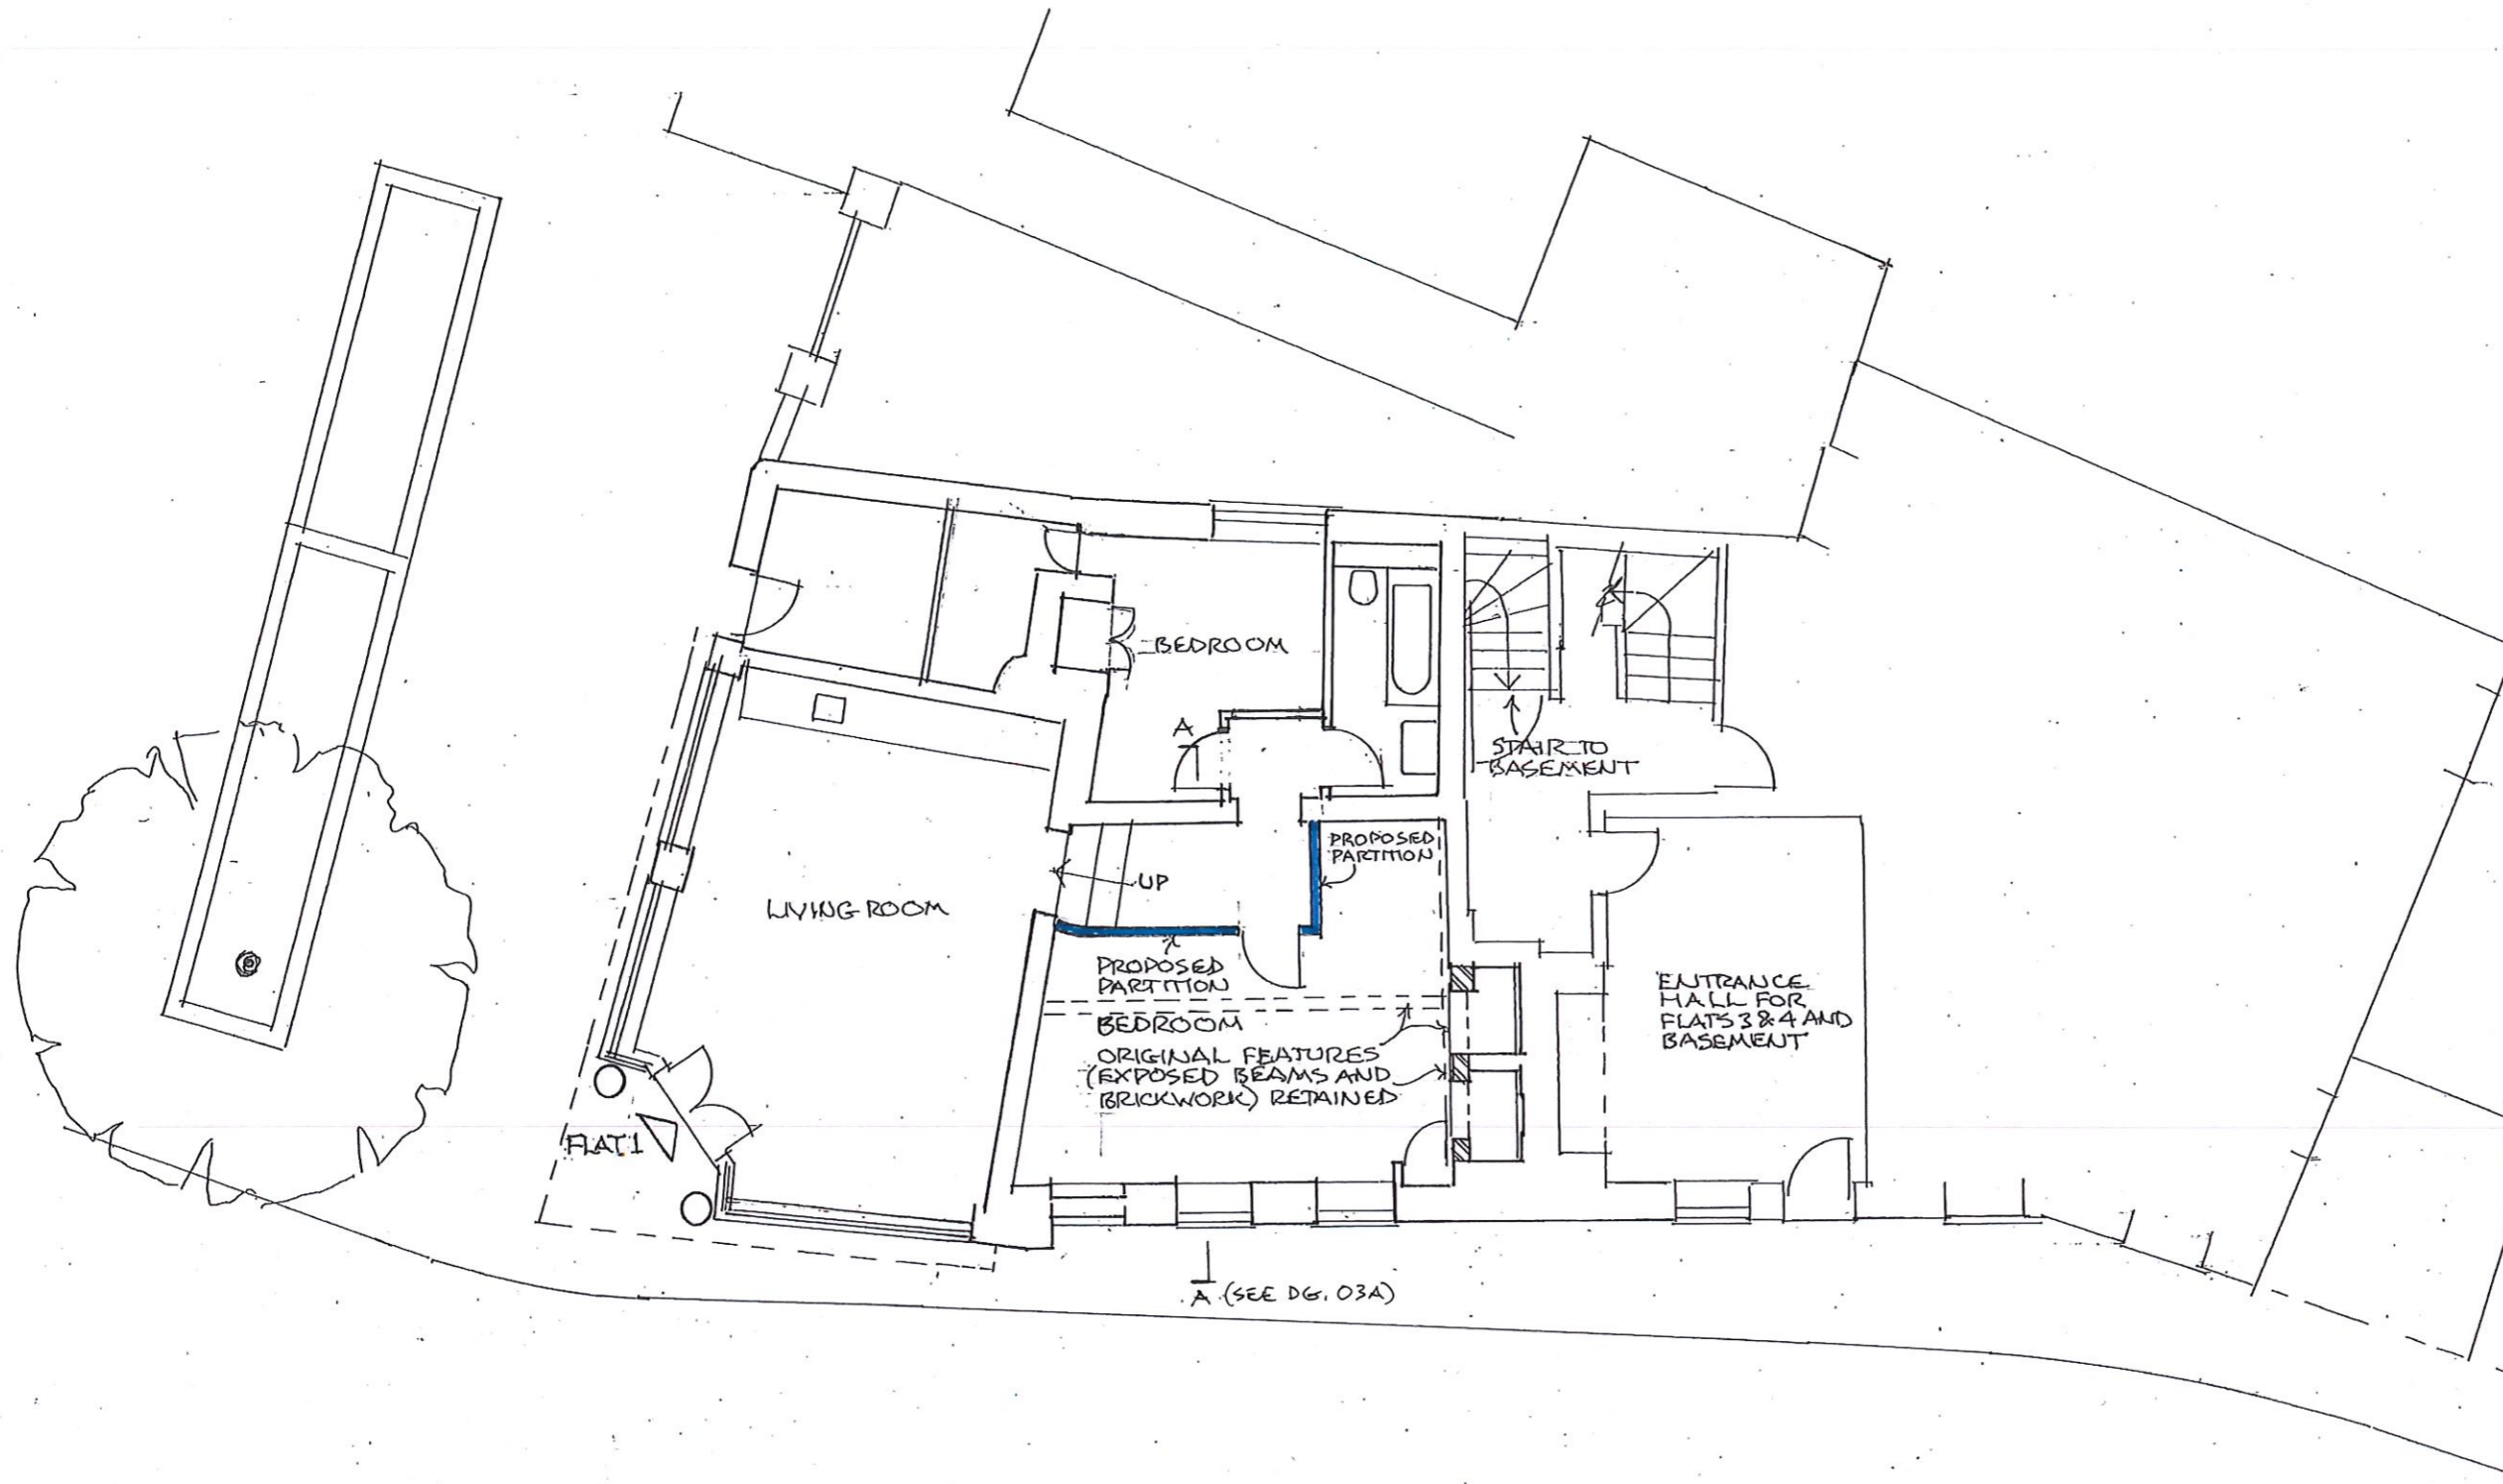 BEDROOM
A
STAIR TO
BASEMENT
PROPOSED
PARTITION
UP
LIVING ROOM
PROPOSED
PARTITION
BEDROOM
ORIGINAL FEATURES
(EXPOSED BEAMS AND
BRICKWORK) RETAINED
ENTRANCE
HALL FOR
FLATS 3 & 4 AND
BASEMENT
FLAT 1
A (SEE DG. 03A)